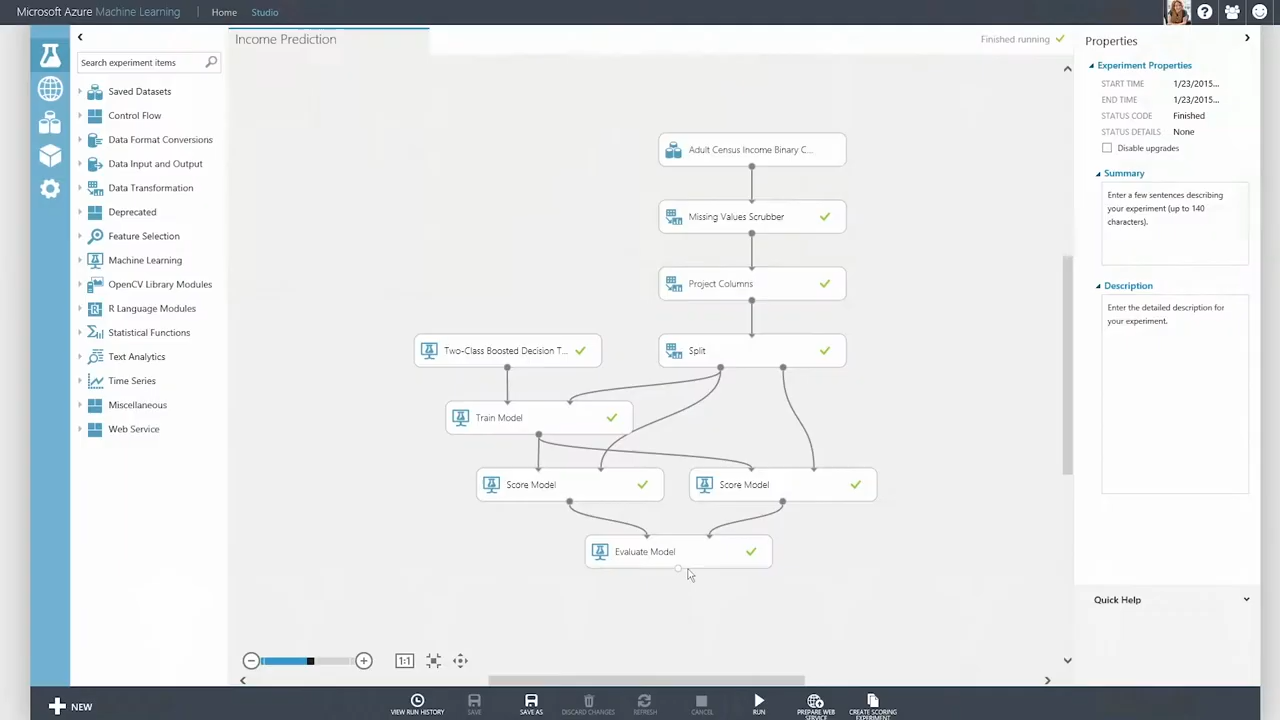 Microsoft Azure Machine Learning
Home
Studio
Income Prediction
Finished running
Properties
Search experiment items
Saved Datasets
Control Flow
Data Format Conversions
Data Input and Output
Data Transformation
Deprecated
Feature Selection
Machine Learning
OpenCV Library Modules
R Language Modules
Statistical Functions
Text Analytics
Time Series
Miscellaneous
Web Service
Adult Census Income Binary C...
Missing Values Scrubber
Project Columns
Two-Class Boosted Decision T...
Split
Train Model
Score Model
Score Model
Evaluate Model
1:1
Experiment Properties
START TIME 1/23/2015...
END TIME 1/23/2015...
STATUS CODE Finished
STATUS DETAILS None
Disable upgrades
Summary
Enter a few sentences describing
your experiment (up to 140
characters).
Description
Enter the detailed description for
your experiment.
Quick Help
NEW
VIEW RUN HISTORY
SAVE
SAVE AS
DISCARD CHANGES
REFRESH
CANCEL
RUN
PREPARE WEB
SERVICE
CREATE SCORING
EXPERIMENT